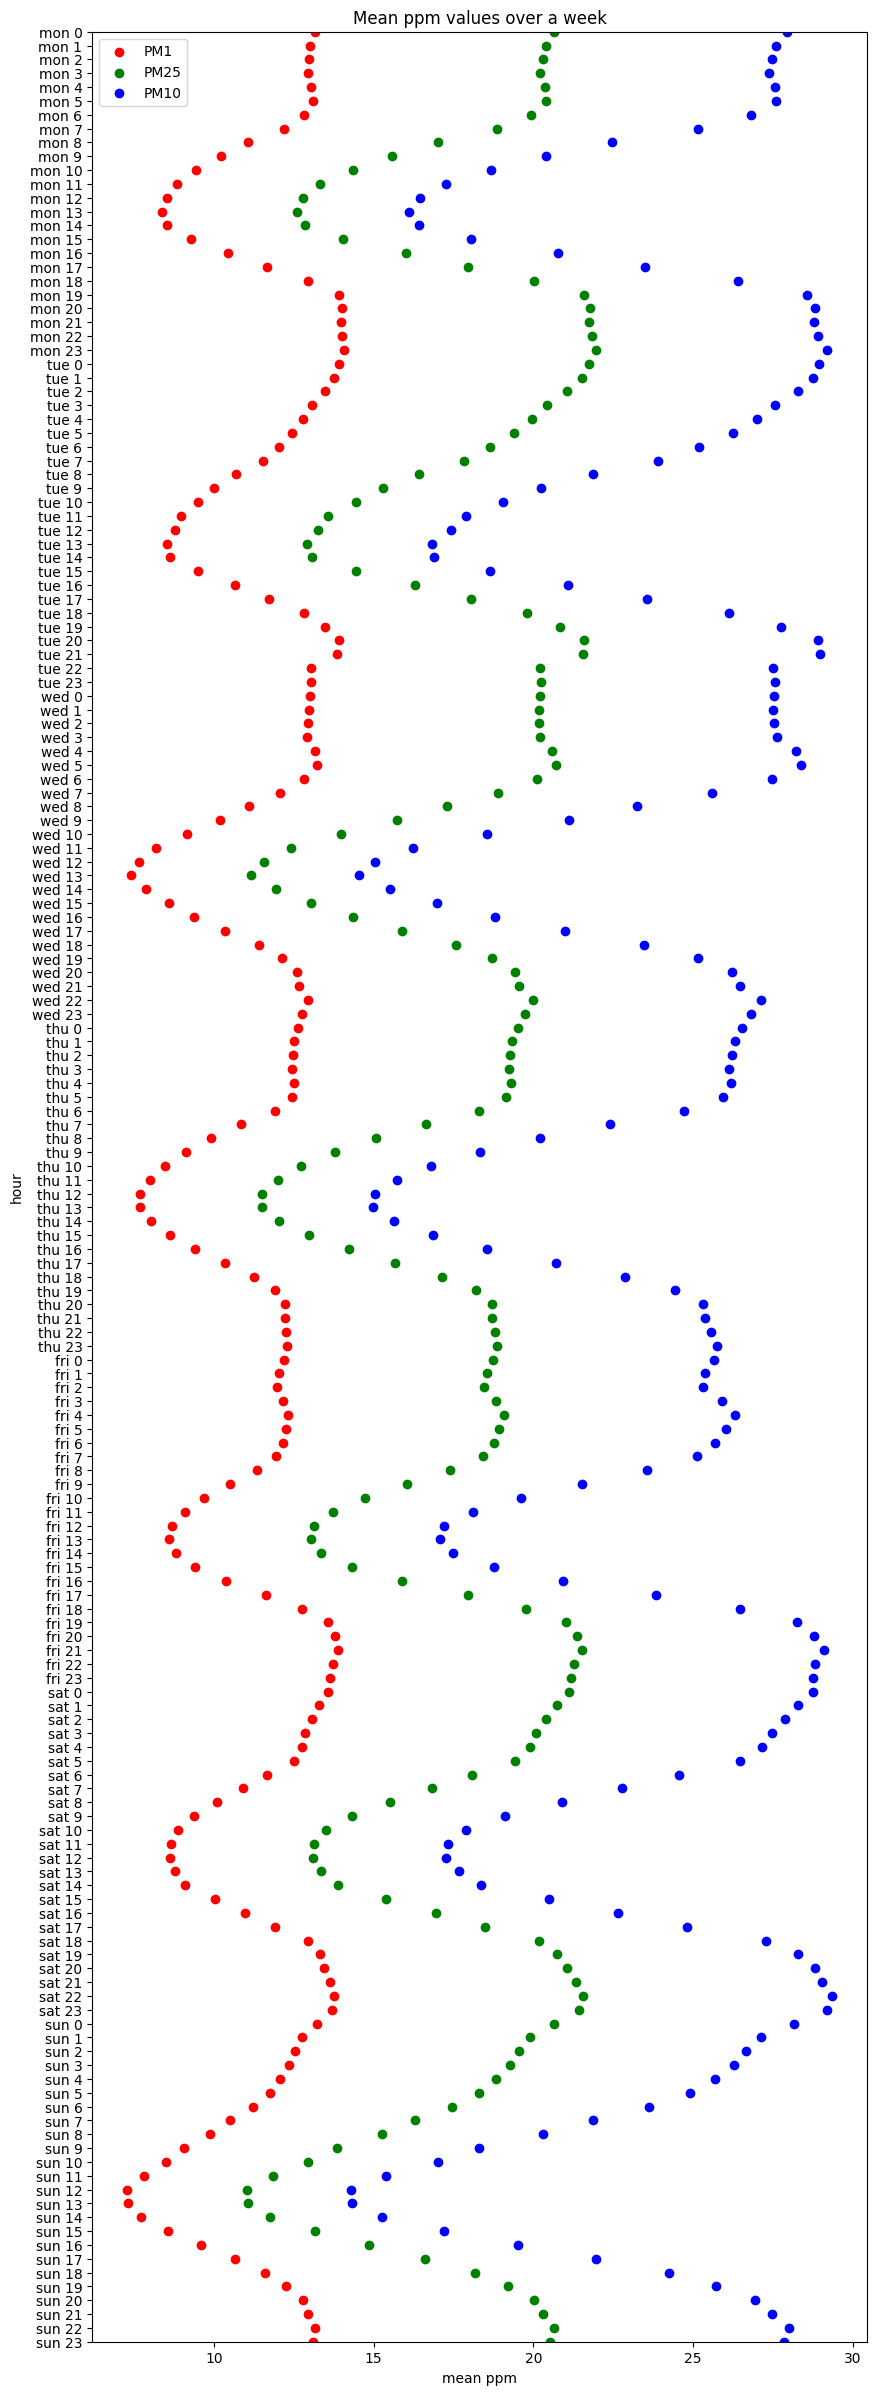 Mean ppm values over a week
PM1
PM25
PM10
mon 0
mon 1
mon 2
mon 3
mon 4
mon 5
mon 6
mon 7
mon 8
mon 9
mon 10
mon 11
mon 12
mon 13
mon 14
mon 15
mon 16
mon 17
mon 18
mon 19
mon 20
mon 21
mon 22
mon 23
tue 0
tue 1
tue 2
tue 3
tue 4
tue 5
tue 6
tue 7
tue 8
tue 9
tue 10
tue 11
tue 12
tue 13
tue 14
tue 15
tue 16
tue 17
tue 18
tue 19
tue 20
tue 21
tue 22
tue 23
wed 0
wed 1
wed 2
wed 3
wed 4
wed 5
wed 6
wed 7
wed 8
wed 9
wed 10
wed 11
wed 12
wed 13
wed 14
wed 15
wed 16
wed 17
wed 18
wed 19
wed 20
wed 21
wed 22
wed 23
thu 0
thu 1
thu 2
thu 3
thu 4
thu 5
thu 6
thu 7
thu 8
thu 9
thu 10
thu 11
thu 12
thu 13
thu 14
thu 15
thu 16
thu 17
thu 18
thu 19
thu 20
thu 21
thu 22
thu 23
fri 0
fri 1
fri 2
fri 3
fri 4
fri 5
fri 6
fri 7
fri 8
fri 9
fri 10
fri 11
fri 12
fri 13
fri 14
fri 15
fri 16
fri 17
fri 18
fri 19
fri 20
fri 21
fri 22
fri 23
sat 0
sat 1
sat 2
sat 3
sat 4
sat 5
sat 6
sat 7
sat 8
sat 9
sat 10
sat 11
sat 12
sat 13
sat 14
sat 15
sat 16
sat 17
sat 18
sat 19
sat 20
sat 21
sat 22
sat 23
sun 0
sun 1
sun 2
sun 3
sun 4
sun 5
sun 6
sun 7
sun 8
sun 9
sun 10
sun 11
sun 12
sun 13
sun 14
sun 15
sun 16
sun 17
sun 18
sun 19
sun 20
sun 21
sun 22
sun 23
hour
10 15 20 25 30
mean ppm